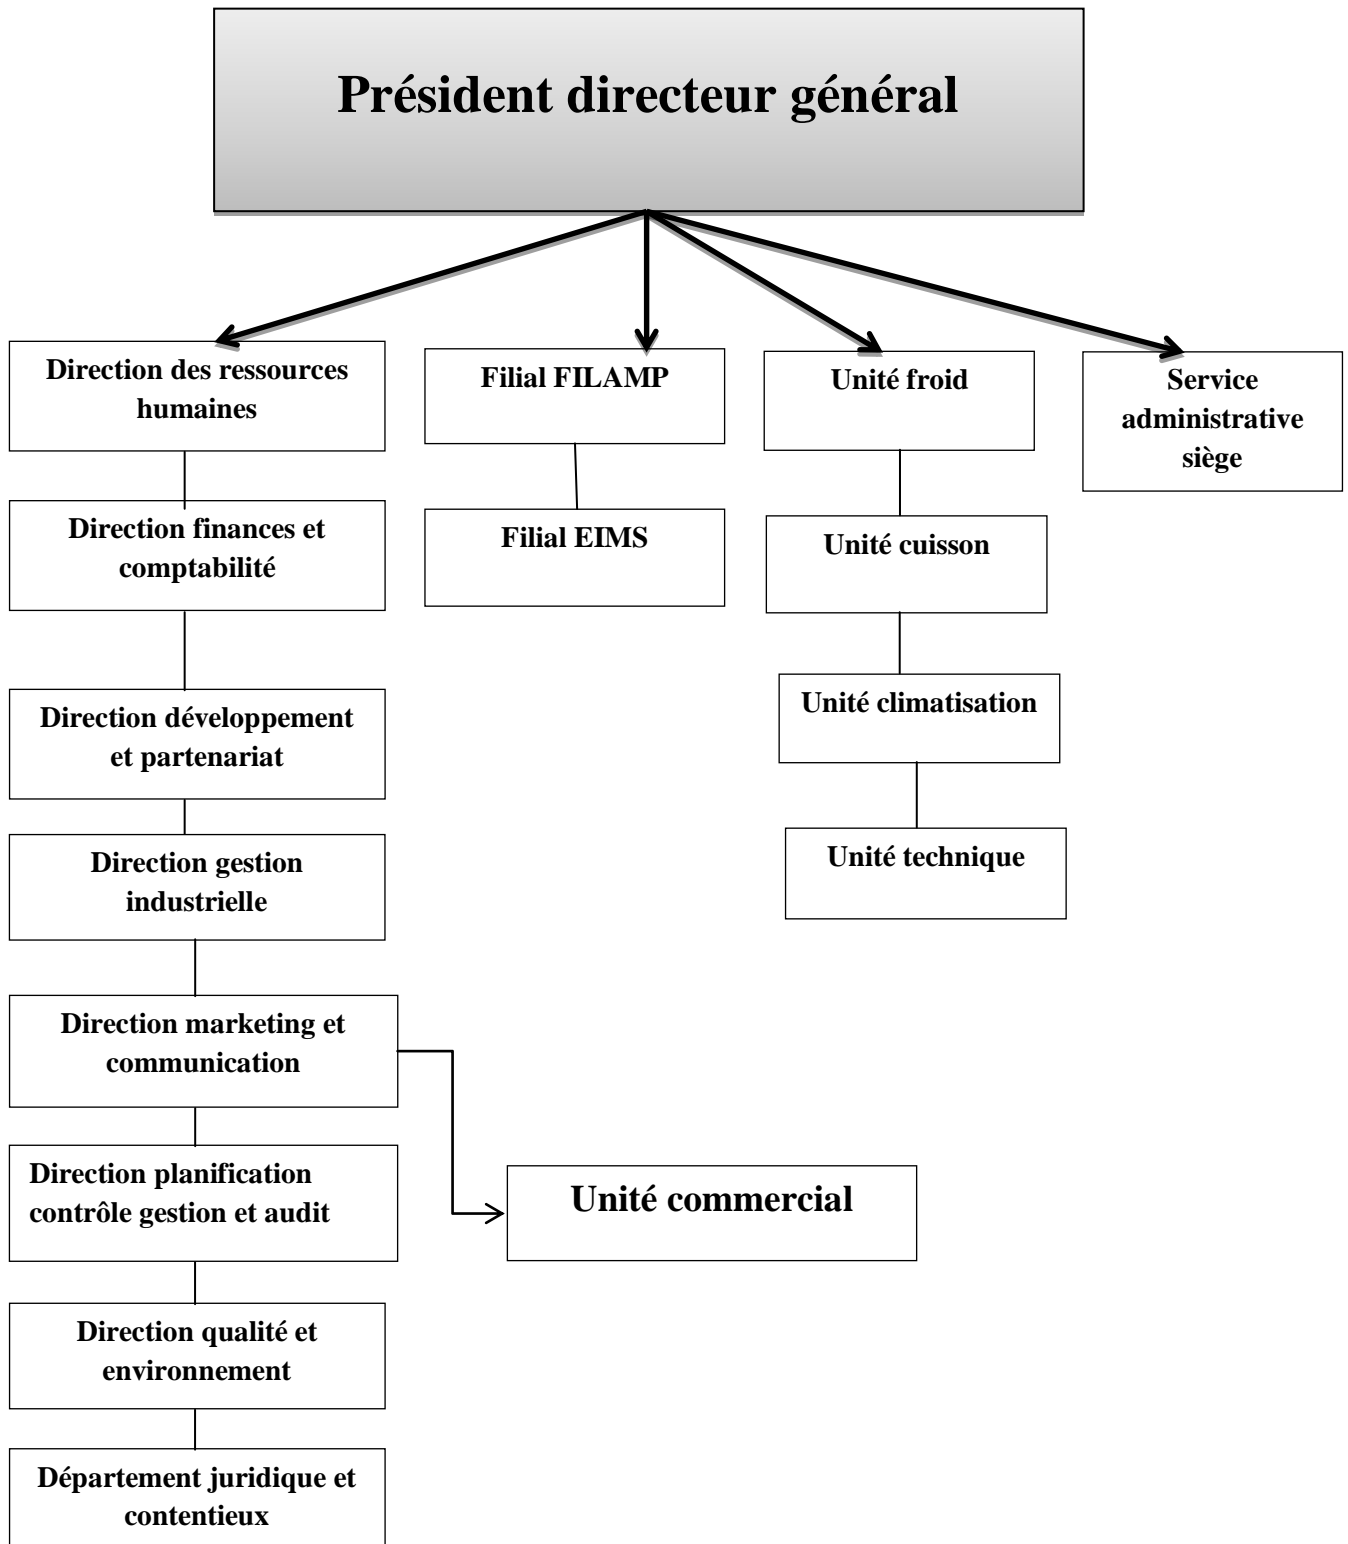 Président directeur général
Direction des ressources
humaines
Filial FILAMP
Unité froid
Service
administrative
siège
Direction finances et
comptabilité
Filial EIMS
Unité cuisson
Direction développement
et partenariat
Unité climatisation
Direction gestion
industrielle
Unité technique
Direction marketing et
communication
Direction planification
contrôle gestion et audit
Unité commercial
Direction qualité et
environnement
Département juridique et
contentieux